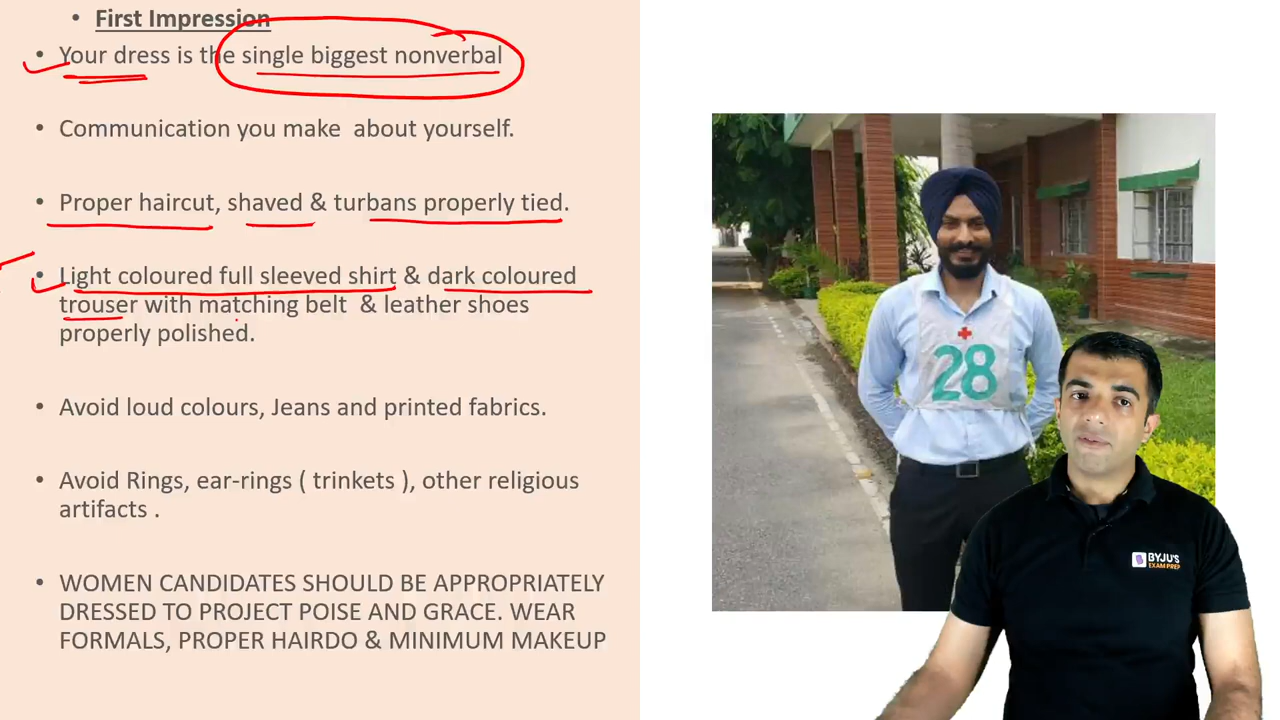 First Impression
Your dress is the single biggest nonverbal
Communication you make about yourself.
Proper haircut, shaved & turbans properly tied.
Light coloured full sleeved shirt & dark coloured
trouser with matching belt & leather shoes
properly polished.
Avoid loud colours, Jeans and printed fabrics.
Avoid Rings, ear-rings ( trinkets ), other religious
artifacts .
WOMEN CANDIDATES SHOULD BE APPROPRIATELY
DRESSED TO PROJECT POISE AND GRACE. WEAR
FORMALS, PROPER HAIRDO & MINIMUM MAKEUP
28
BYJU'S
EXAM PREP